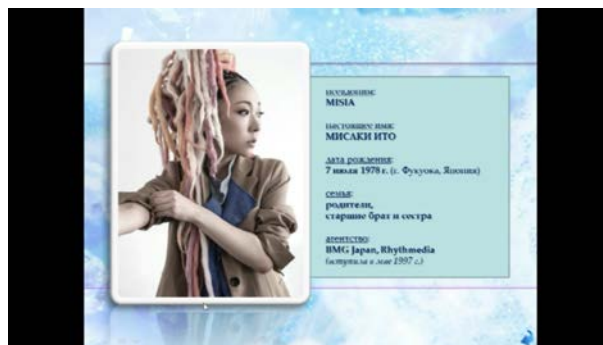 псевдоним:
MISIA
настоящее имя:
МИСАКИ ИТО
дата рождения:
7 июля 1978 г. (г. Фукуока, Япония)
семья:
родители,
старшие брат и сестра
агентство:
BMG Japan, Rhythmedia
(вступила в мае 1997 г.)